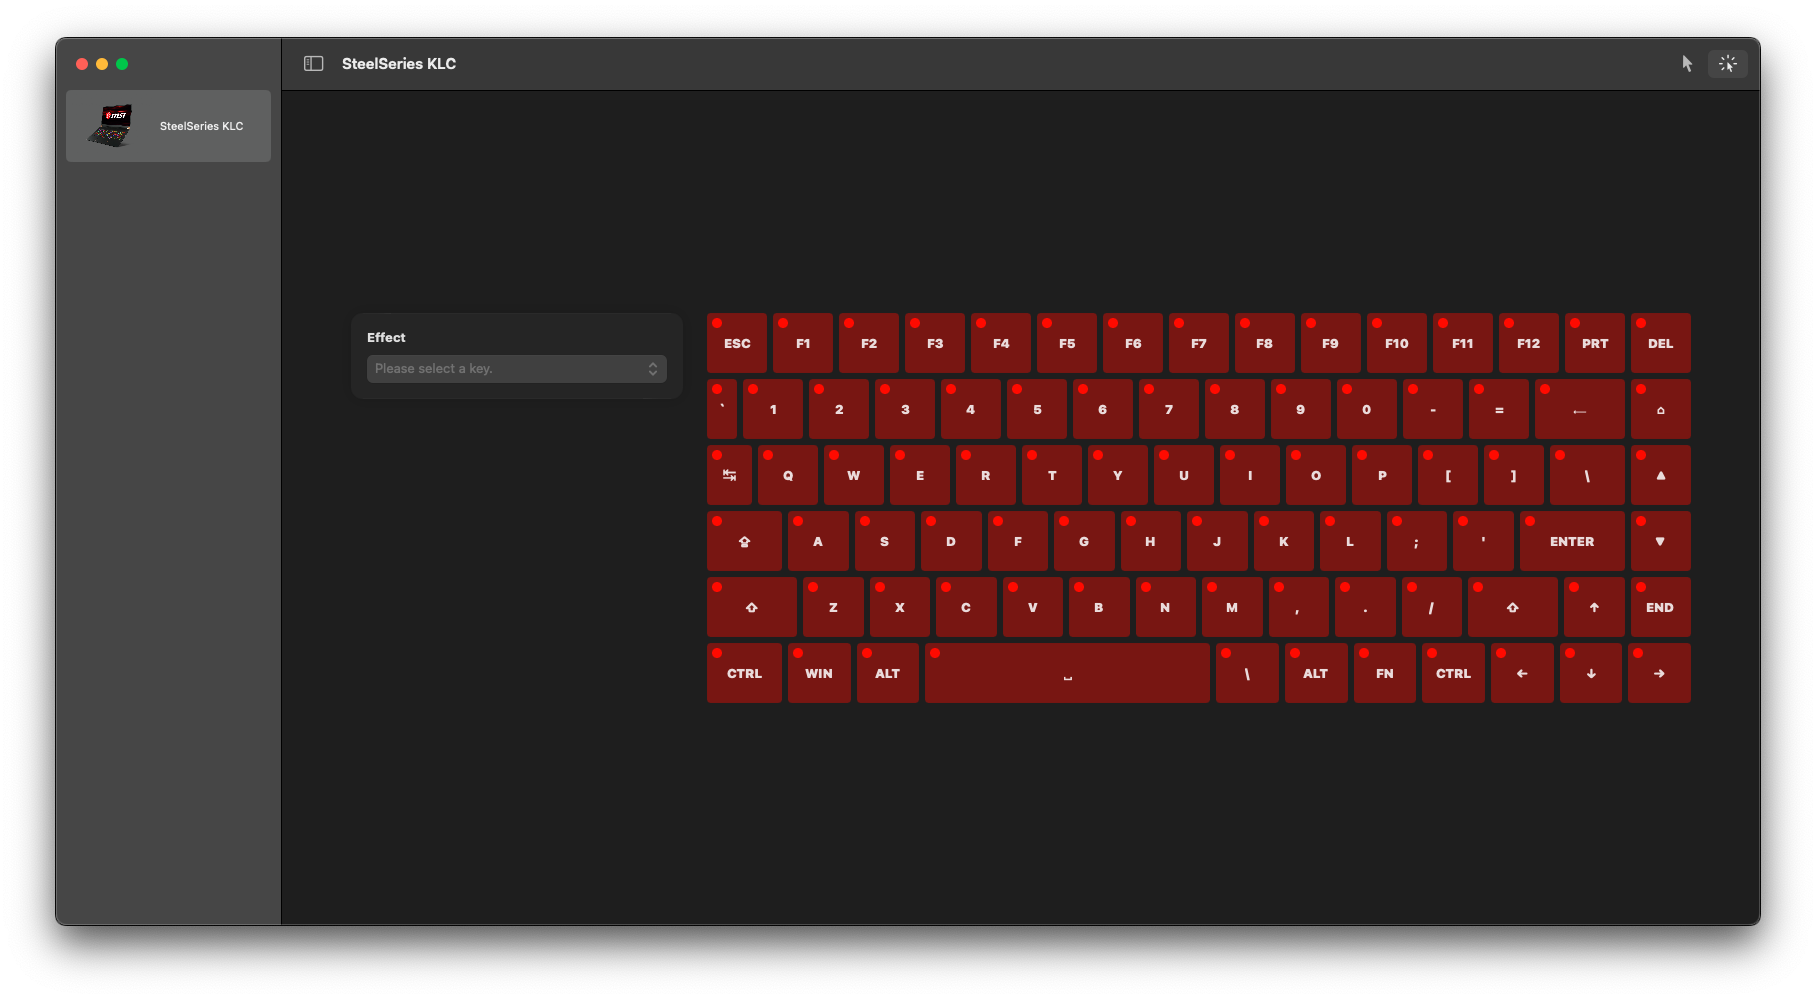 SteelSeries KLC
msi
SteelSeries KLC
Effect
Please select a key.
ESC F1 F2 F3 F4 F5 F6 F7 F8 F9 F10 F11 F12 PRT DEL
` 1 2 3 4 5 6 7 8 9 0 - = ← ⌂
↹ Q W E R T Y U I O P [ ] \ ▲
A S D F G H J K L ; ' ENTER ▼
Z X C V B N M , . / ↑ END
CTRL WIN ALT ⎵ \ ALT FN CTRL ← ↓ →